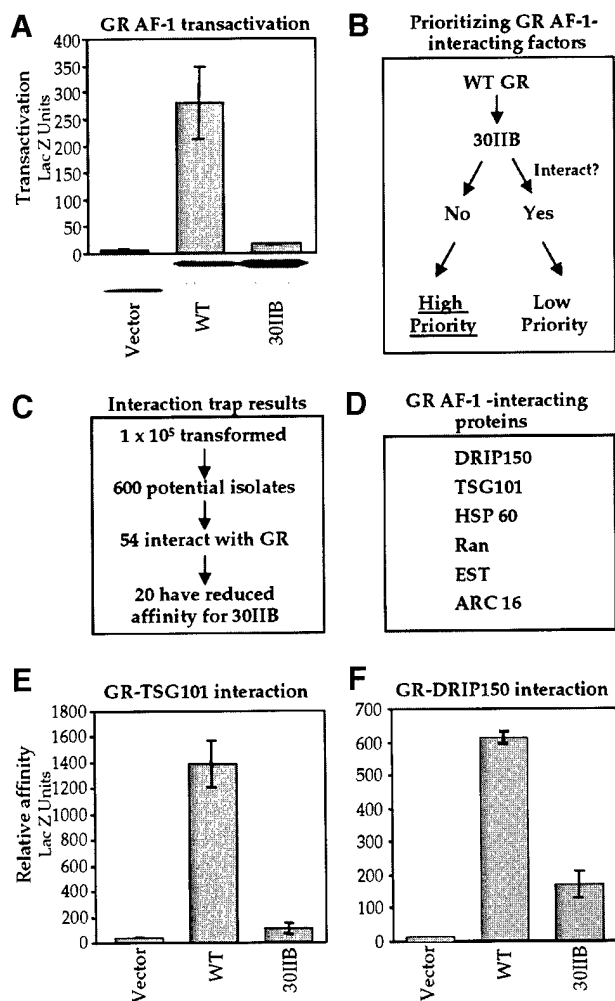 A
GR AF-1 transactivation
Transactivation
Lac Z Units
400
350
300
250
200
150
100
50
0
Vector
WT
30IIB
B
Prioritizing GR AF-1-
interacting factors
WT GR
30IIB
Interact?
No
Yes
High
Priority
Low
Priority
C
Interaction trap results
1 x 10⁵ transformed
600 potential isolates
54 interact with GR
20 have reduced
affinity for 30IIB
D
GR AF-1 -interacting
proteins
DRIP150
TSG101
HSP 60
Ran
EST
ARC 16
E
GR-TSG101 interaction
Relative affinity
Lac Z Units
1800
1600
1400
1200
1000
800
600
400
200
0
Vector
WT
30IIB
F
GR-DRIP150 interaction
700
600
500
400
300
200
100
0
Vector
WT
30IIB